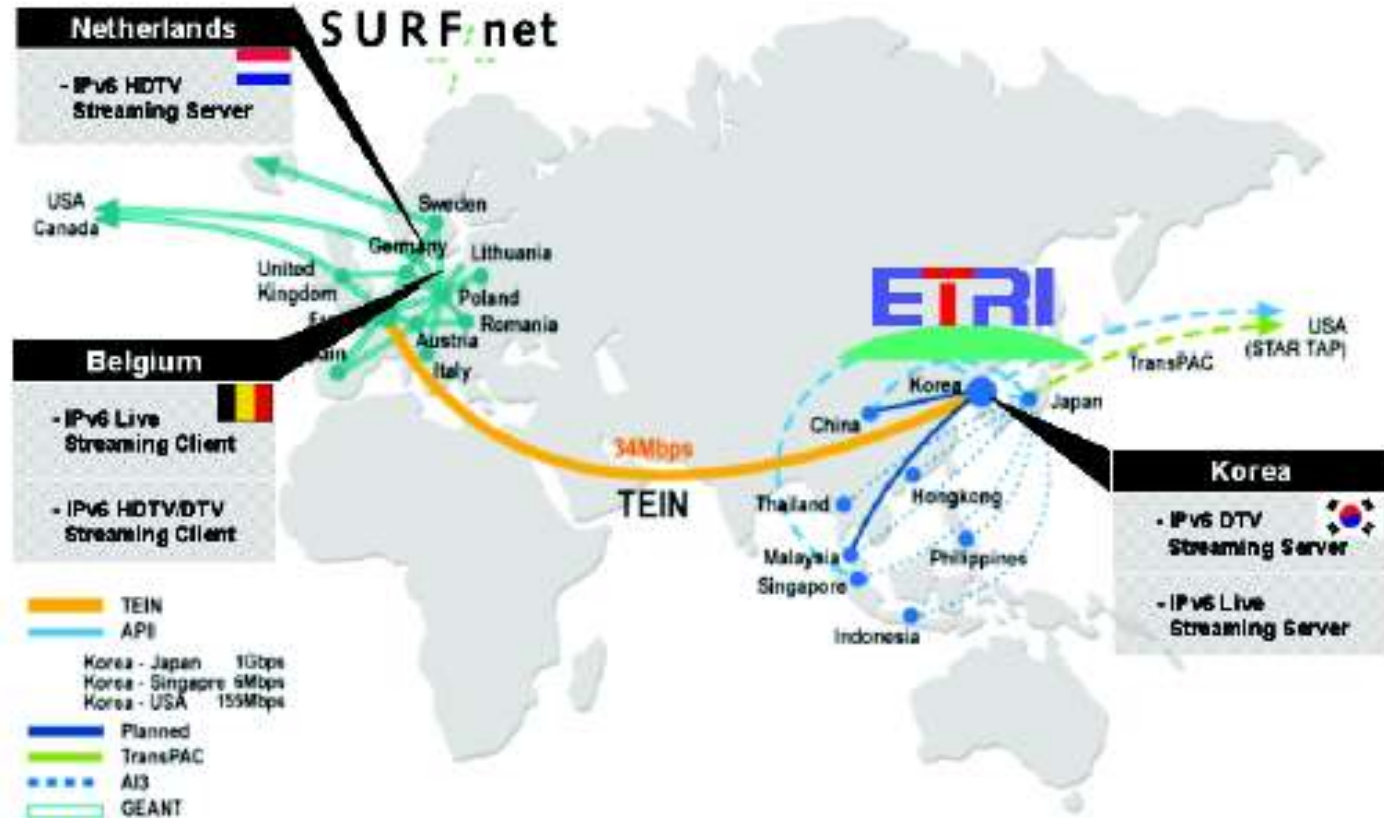 Netherlands
- IPv6 HDTV
Streaming Server
SURFnet
USA
Canada
Sweden
Germany
Lithuania
United
Kingdom
Poland
Romania
Austria
Italy
Belgium
- IPv6 Live
Streaming Client
- IPv6 HDTV/DTV
Streaming Client
34Mbps
TEIN
ETRI
USA
(STAR TAP)
TransPAC
Korea
China
Japan
Thailand
Hongkong
Malaysia
Philippines
Singapore
Indonesia
Korea
- IPv6 DTV
Streaming Server
- IPv6 Live
Streaming Server
TEIN
APII
Korea - Japan 1Gbps
Korea - Singapre 6Mbps
Korea - USA 155Mbps
Planned
TransPAC
AI3
GEANT